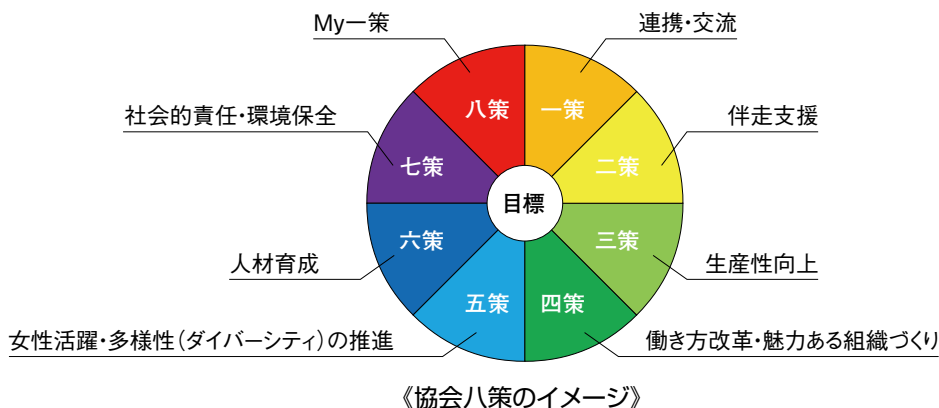 My一策
連携・交流
社会的責任・環境保全
伴走支援
八策
一策
七策
二策
目標
六策
三策
人材育成
生産性向上
五策
四策
女性活躍・多様性（ダイバーシティ）の推進
働き方改革・魅力ある組織づくり
《協会八策のイメージ》